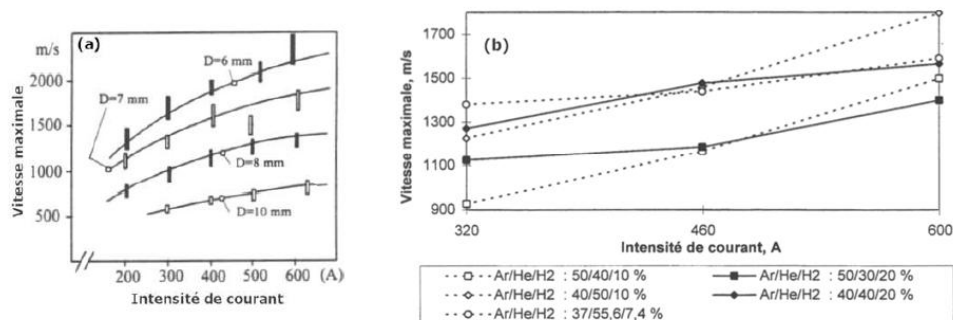 (a)
m/s
Vitesse maximale
2000
1500
1000
500
D=6 mm
D=7 mm
D=8 mm
D=10 mm
200 300 400 500 600 (A)
Intensité de courant
(b)
Vitesse maximale, m/s
1700
1500
1300
1100
900
320 460 600
Intensité de courant, A
Ar/He/H2 : 50/40/10 % Ar/He/H2 : 50/30/20 %
Ar/He/H2 : 40/50/10 % Ar/He/H2 : 40/40/20 %
Ar/He/H2 : 37/55,6/7,4 %